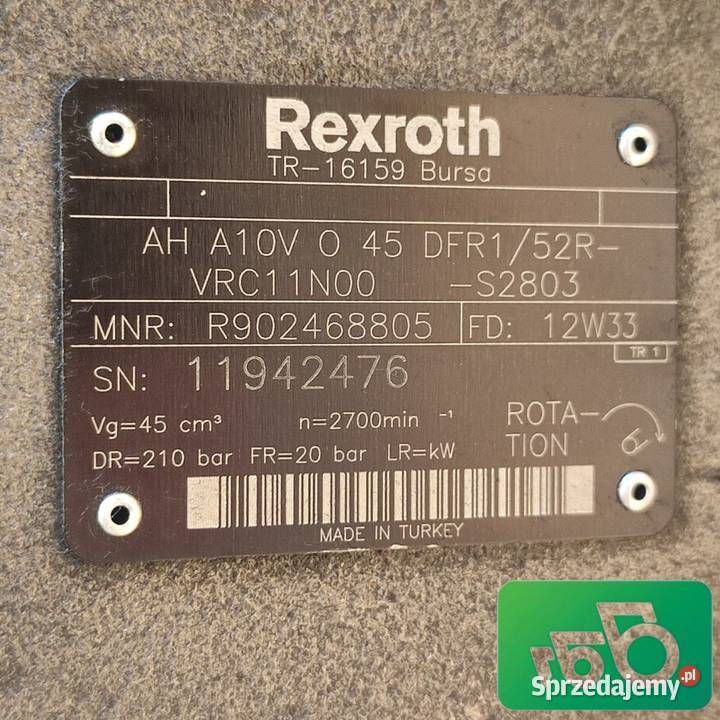 Rexroth
TR-16159 Bursa
AH A10V O 45 DFR1/52R-
VRC11N00 -S2803
MNR: R902468805 FD: 12W33
TR 1
SN: 11942476
Vg=45 cm³ n=2700min ⁻¹
DR=210 bar FR=20 bar LR=kW
ROTA-
TION
MADE IN TURKEY
Sprzedajemy.pl